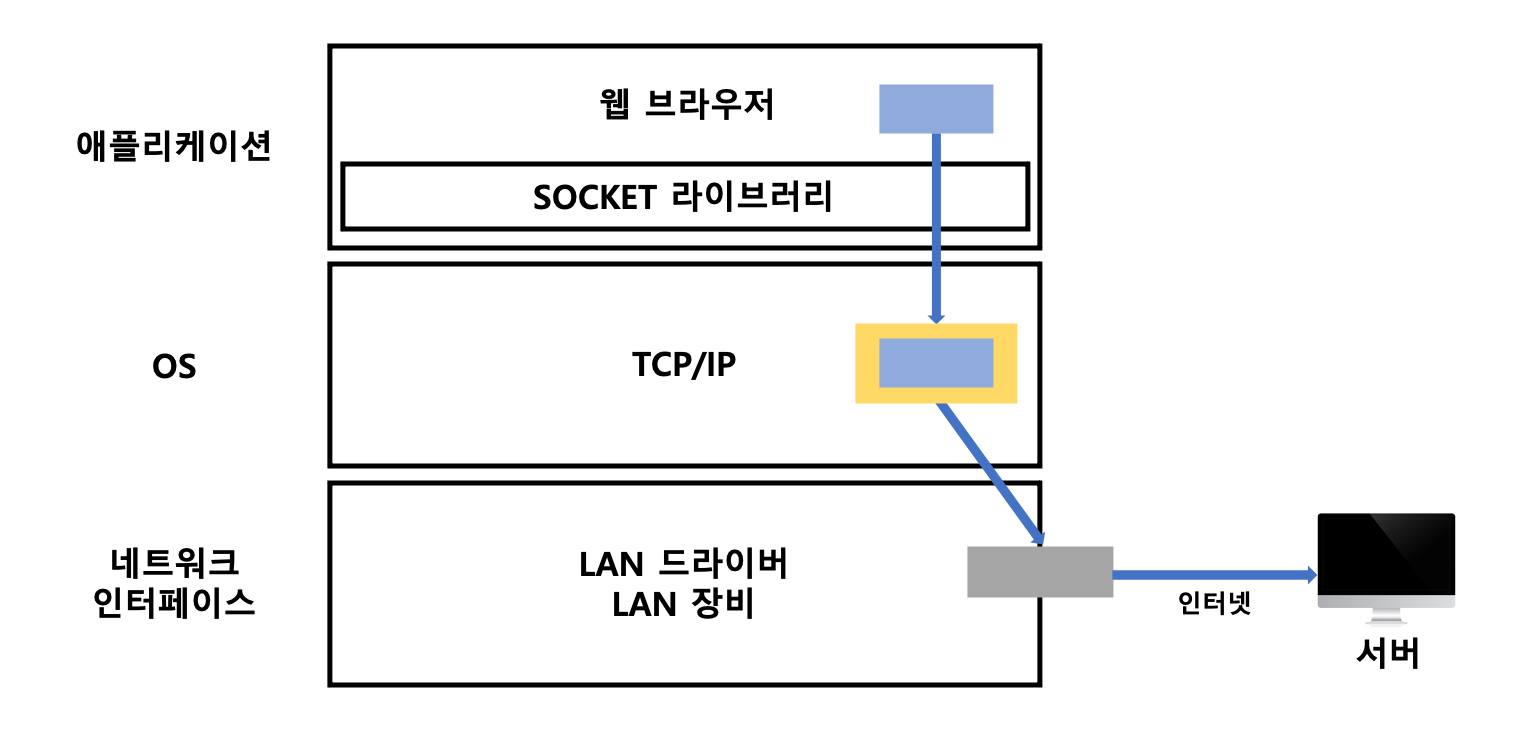 웹 브라우저
애플리케이션
SOCKET 라이브러리
OS
TCP/IP
네트워크
인터페이스
LAN 드라이버
LAN 장비
인터넷
서버